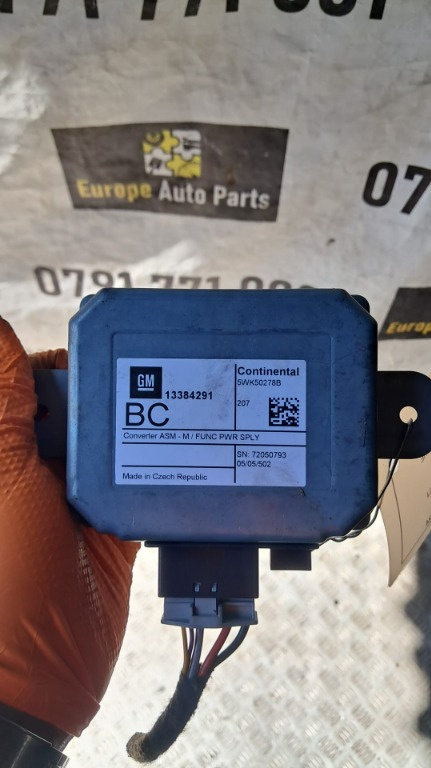 Europe Auto Parts
GM
13384291
BC
Continental
5WK50278B
207
Converter ASM - M / FUNC PWR SPLY
SN: 72050793
05/05/502
Made in Czech Republic